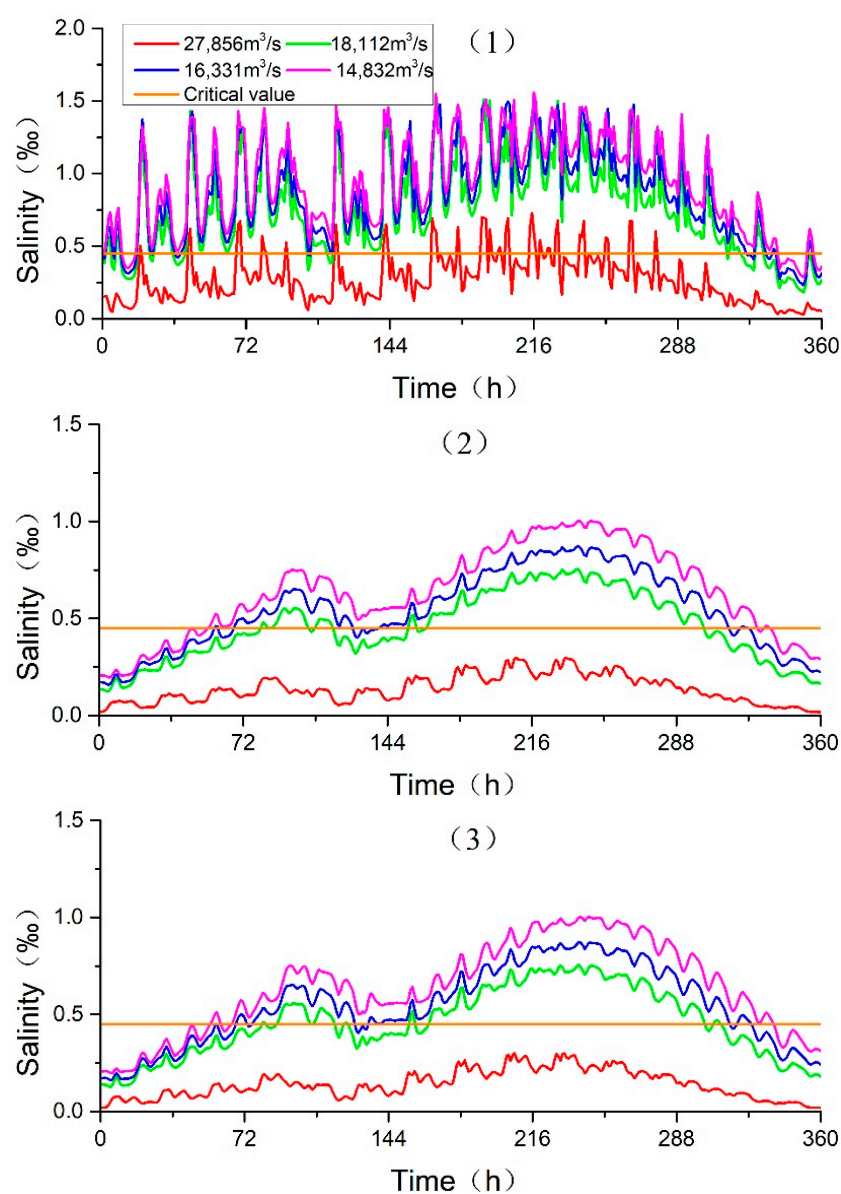 (1)
27,856m³/s 18,112m³/s
16,331m³/s 14,832m³/s
Critical value
2.0
1.5
1.0
0.5
0.0
Salinity（‰）
0 72 144 216 288 360
Time（h）
（2）
1.5
1.0
0.5
0.0
Salinity（‰）
0 72 144 216 288 360
Time（h）
（3）
1.5
1.0
0.5
0.0
Salinity（‰）
0 72 144 216 288 360
Time（h）